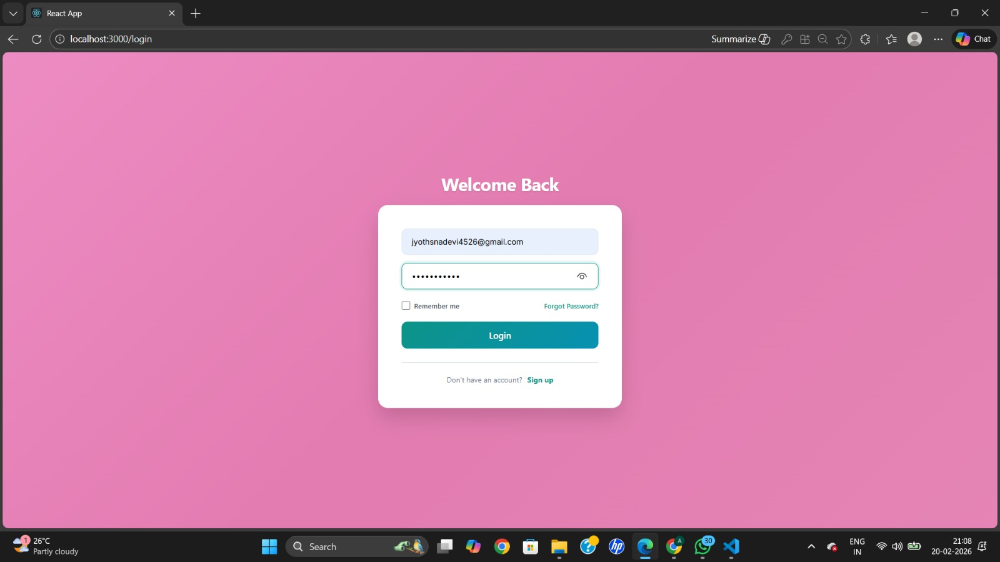 React App
localhost:3000/login
Summarize
Chat
Welcome Back
jyothsnadevi4526@gmail.com
•••••••••••
Remember me
Forgot Password?
Login
Don't have an account? Sign up
1
26°C
Partly cloudy
Search
hp
A
30
ENG
IN
21:08
20-02-2026